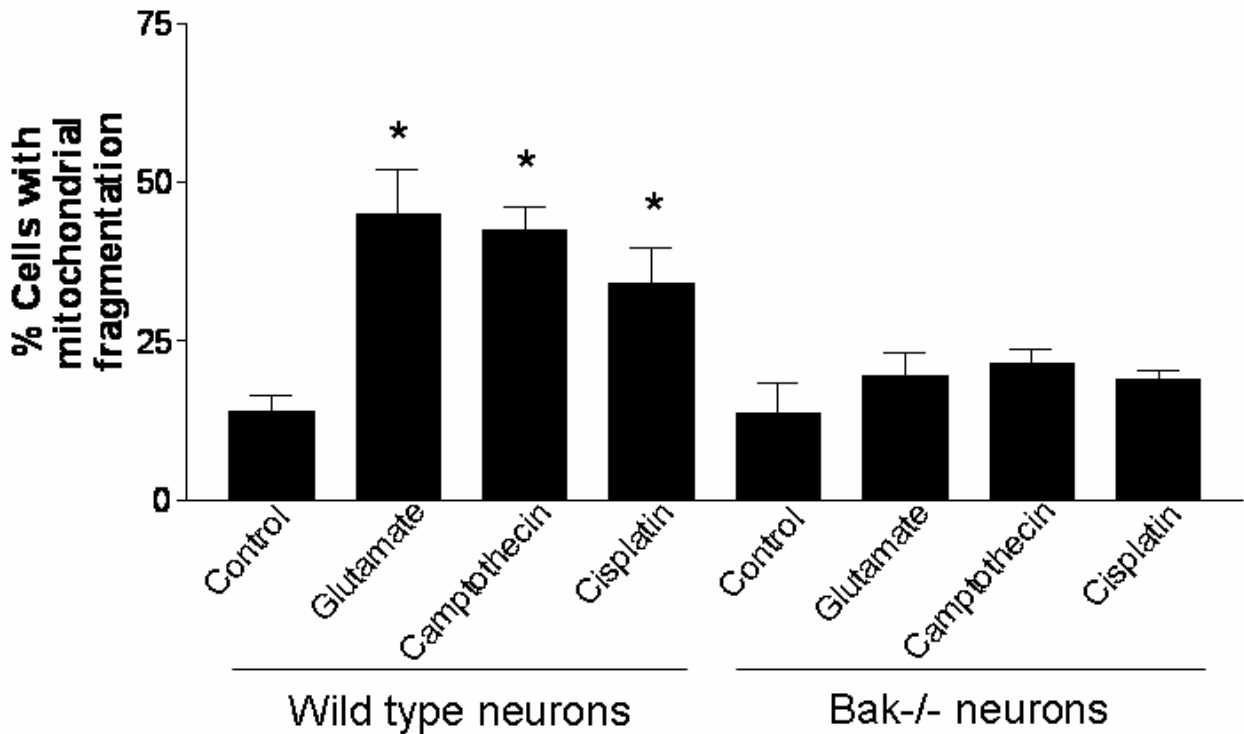 % Cells with
mitochondrial
fragmentation
75
50
25
0
*
*
*
Control
Glutamate
Camptothecin
Cisplatin
Control
Glutamate
Camptothecin
Cisplatin
Wild type neurons
Bak-/- neurons